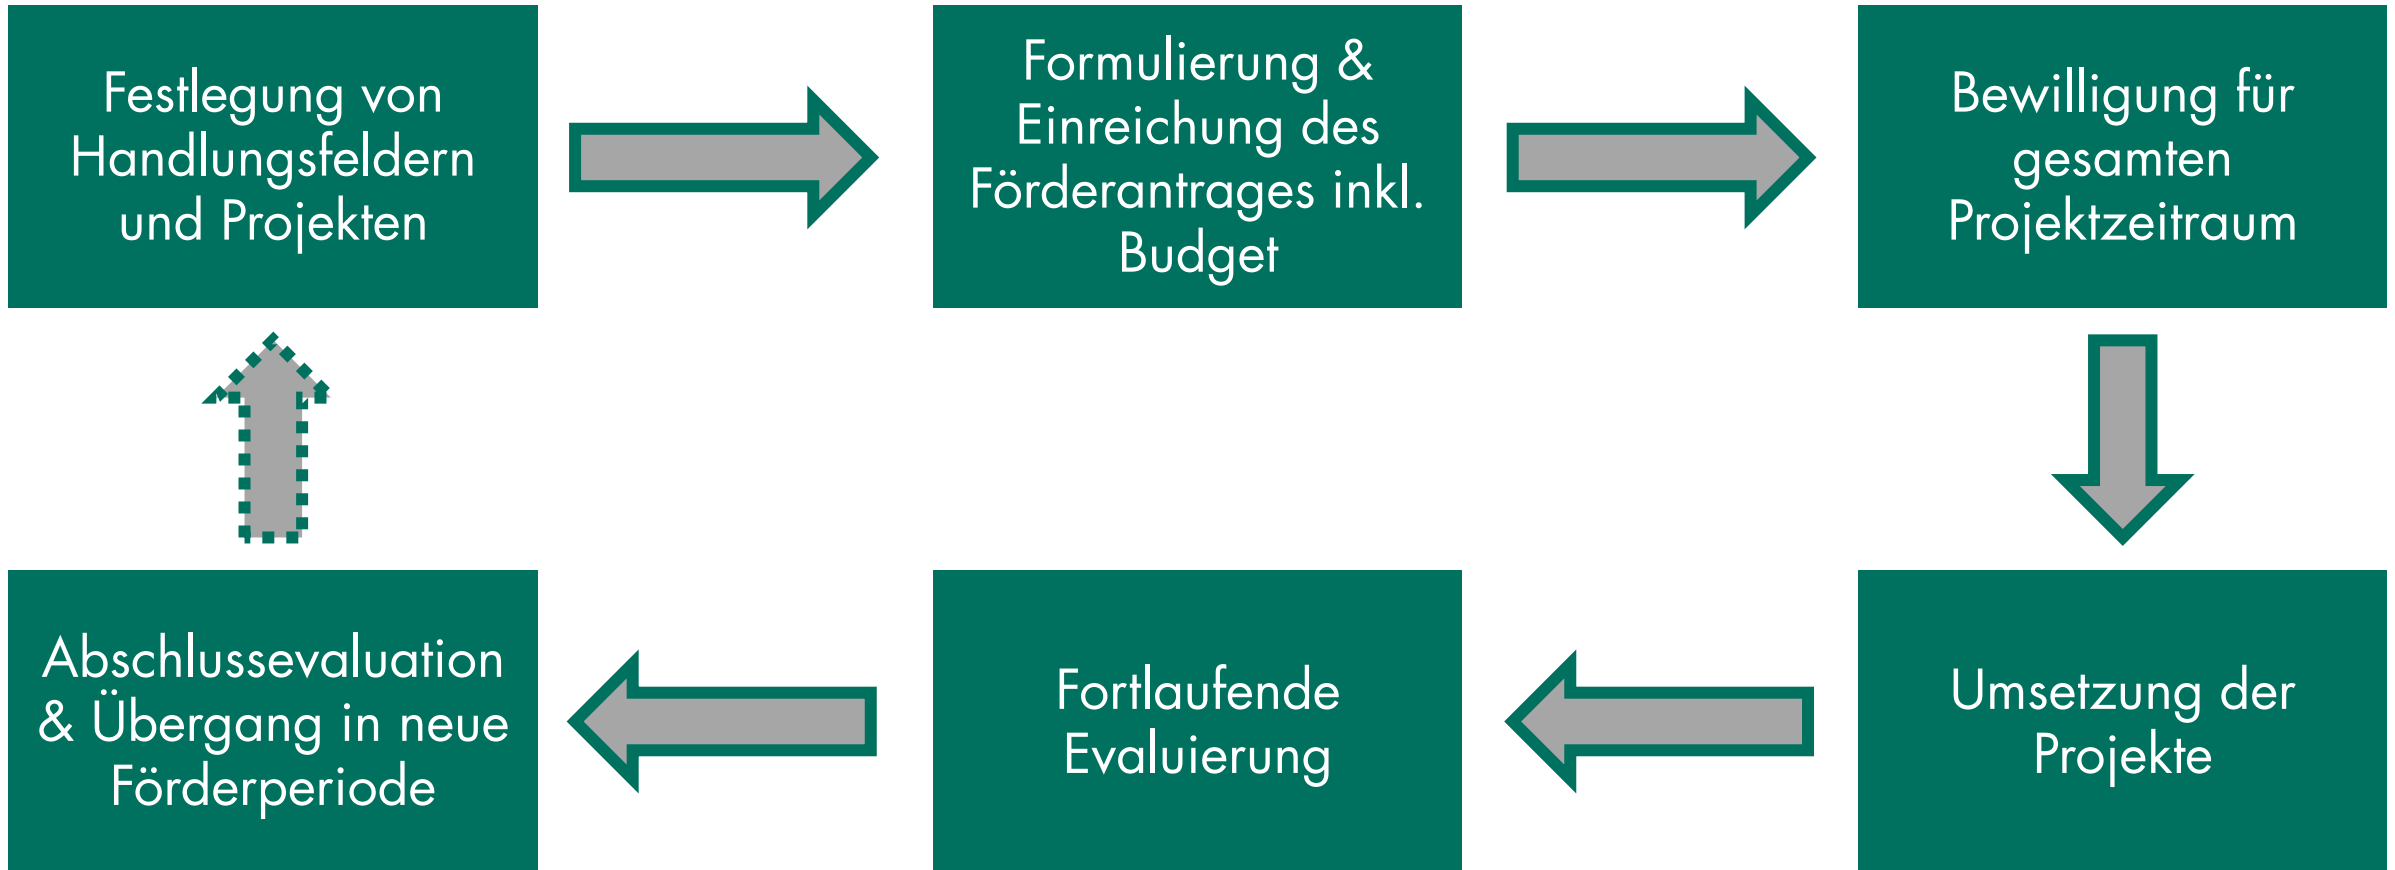 Festlegung von
Handlungsfeldern
und Projekten
Formulierung &
Einreichung des
Förderantrages inkl.
Budget
Bewilligung für
gesamten
Projektzeitraum
Umsetzung der
Projekte
Fortlaufende
Evaluierung
Abschlussevaluation
& Übergang in neue
Förderperiode